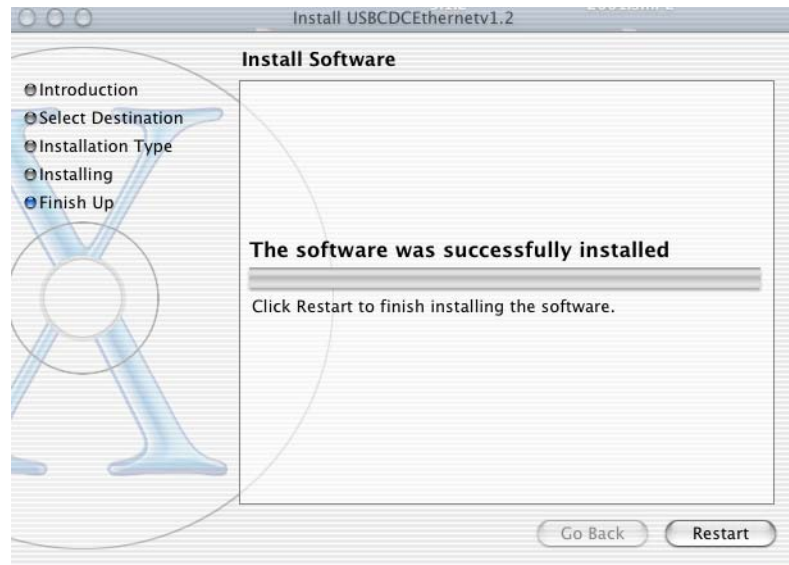 Install USBCDCEthernetv1.2
Install Software
Introduction
Select Destination
Installation Type
Installing
Finish Up
The software was successfully installed
Click Restart to finish installing the software.
Go Back
Restart